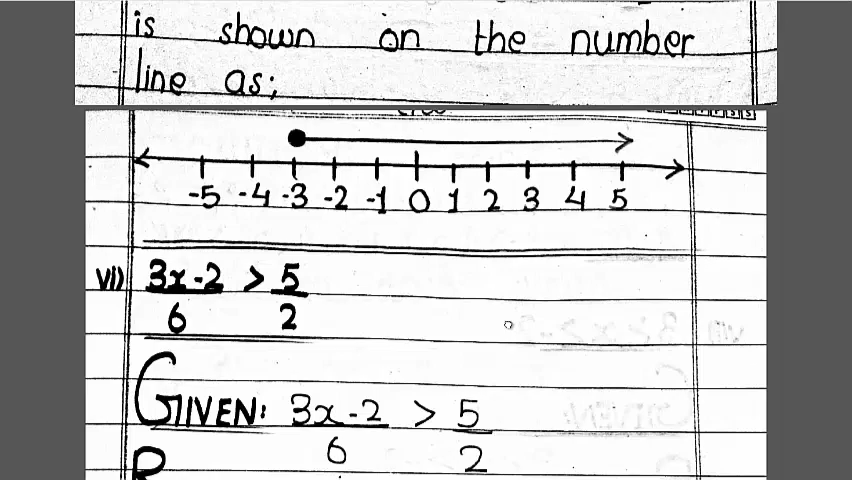 is shown on the number
line as;
-5 -4 -3 -2 -1 0 1 2 3 4 5
vi) 3x-2 > 5
6 2
GIVEN: 3x-2 > 5
6 2